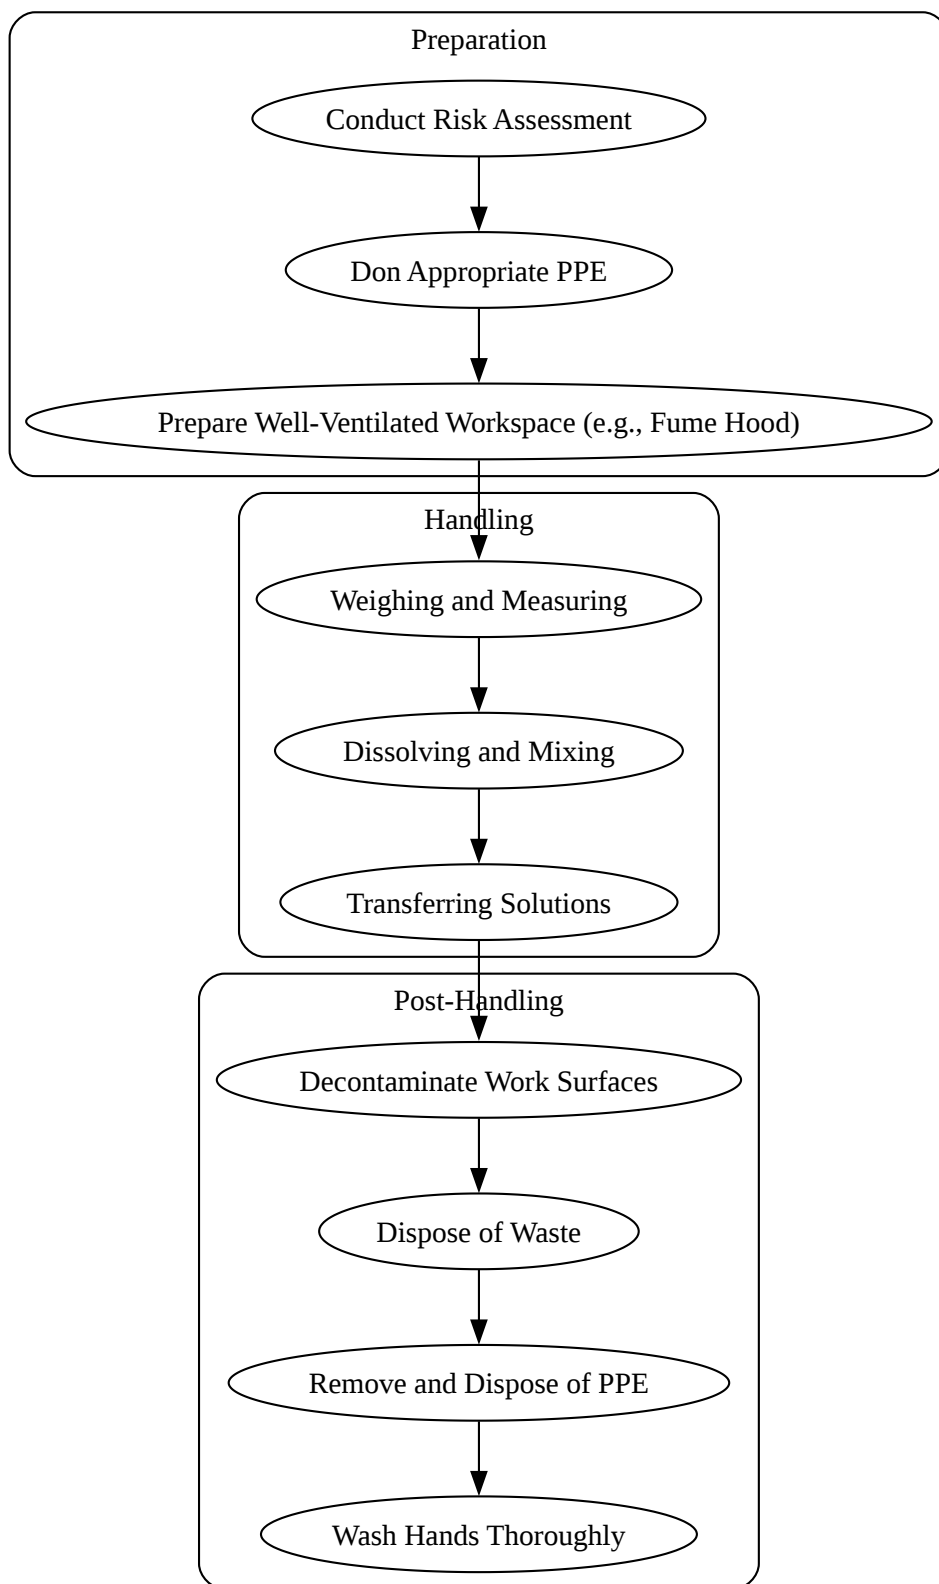 Preparation
Conduct Risk Assessment
Don Appropriate PPE
Prepare Well-Ventilated Workspace (e.g., Fume Hood)
Handling
Weighing and Measuring
Dissolving and Mixing
Transferring Solutions
Post-Handling
Decontaminate Work Surfaces
Dispose of Waste
Remove and Dispose of PPE
Wash Hands Thoroughly